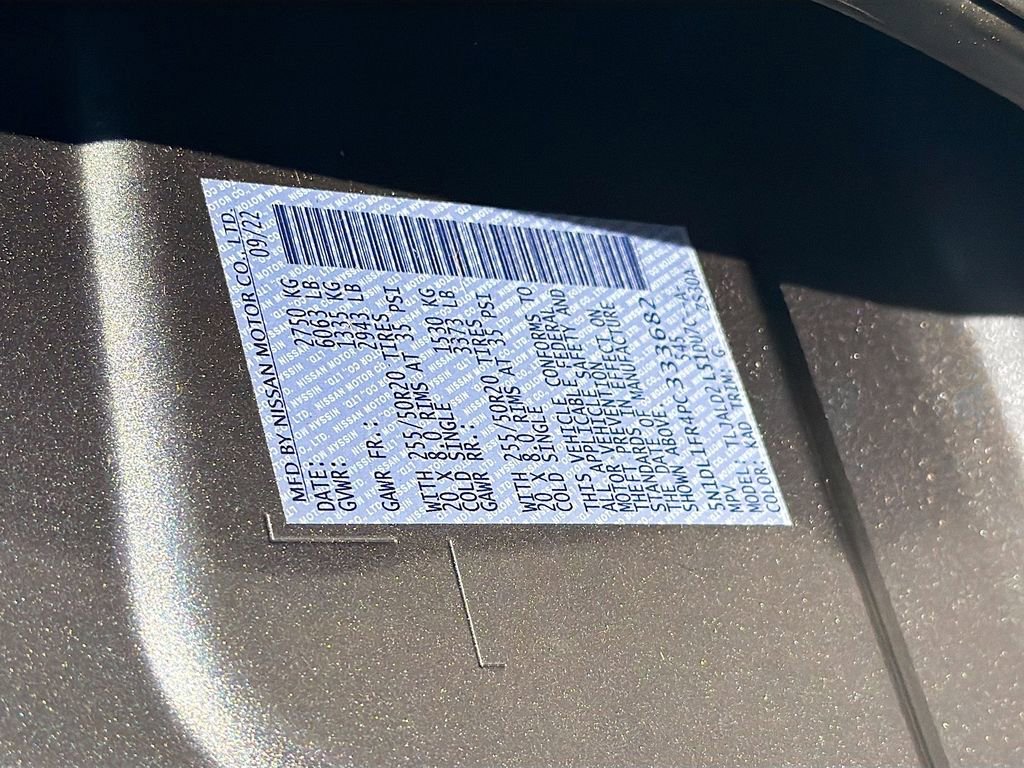 MFD BY NISSAN MOTOR CO., LTD.
DATE: 09/22
GVWR: 2750 KG
6063 LB
GAWR FR.: 1335 KG
2943 LB
WITH 255/50R20 TIRES
20 X 8.0 RIMS AT 35 PSI
COLD SINGLE
GAWR RR.: 1530 KG
3373 LB
WITH 255/50R20 TIRES
20 X 8.0 RIMS AT 35 PSI
COLD SINGLE
THIS VEHICLE CONFORMS TO
ALL APPLICABLE FEDERAL
MOTOR VEHICLE SAFETY AND
THEFT PREVENTION
STANDARDS IN EFFECT ON
THE DATE OF MANUFACTURE
SHOWN ABOVE.
MPV
MODEL:
COLOR: KAD TRIM: G